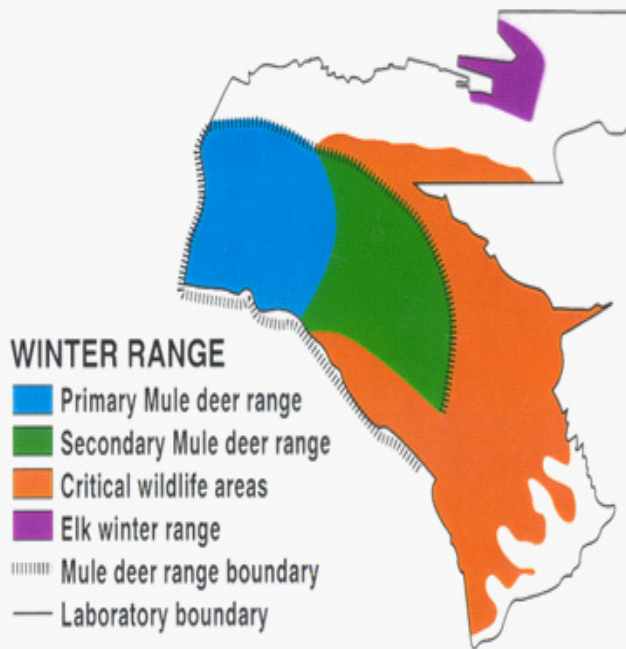 WINTER RANGE
Primary Mule deer range
Secondary Mule deer range
Critical wildlife areas
Elk winter range
Mule deer range boundary
Laboratory boundary